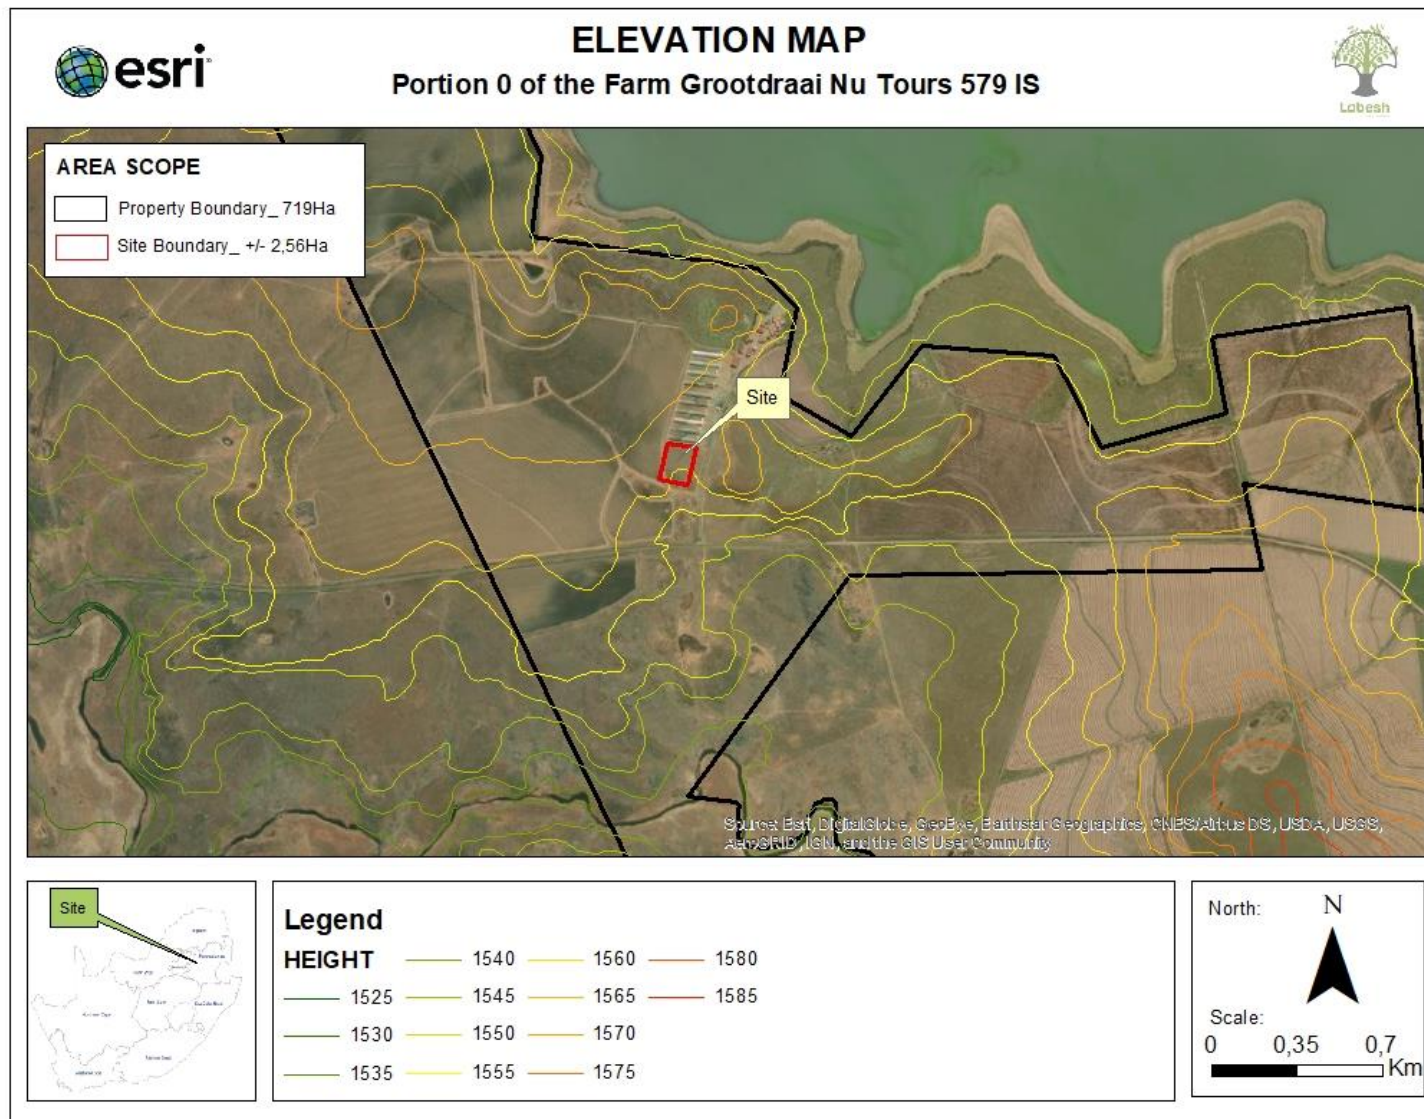 esri
ELEVATION MAP
Portion 0 of the Farm Grootdraai Nu Tours 579 IS
Lobesh
AREA SCOPE
Property Boundary_ 719Ha
Site Boundary_ +/- 2,56Ha
Site
Source: Esri, DigitalGlobe, GeoEye, Earthstar Geographics, CNES/Airbus DS, USDA, USGS,
AeroGRID, IGN, and the GIS User Community
Site
Legend
HEIGHT
1525
1530
1535
1540
1545
1550
1555
1560
1565
1570
1575
1580
1585
North:
N
Scale:
0 0,35 0,7
Km